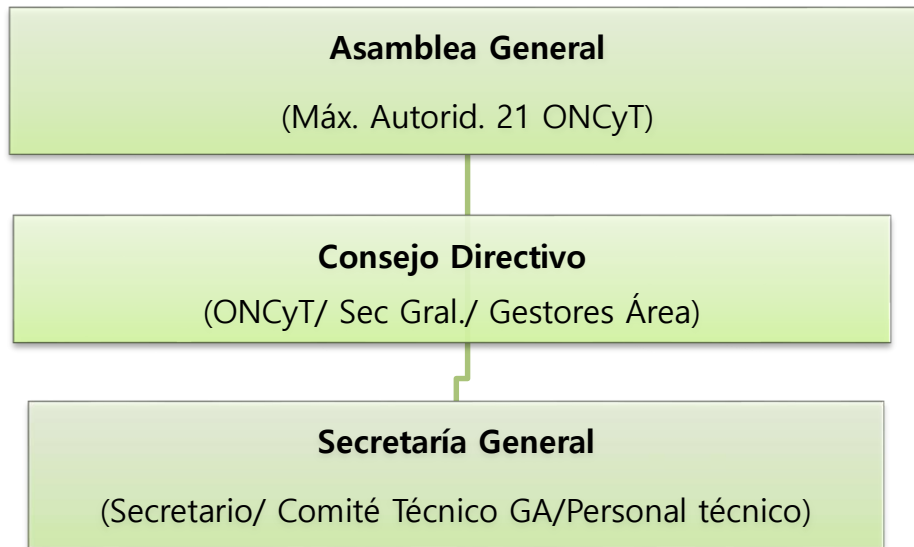 Asamblea General
(Máx. Autorid. 21 ONCyT)
Consejo Directivo
(ONCyT/ Sec Gral./ Gestores Área)
Secretaría General
(Secretario/ Comité Técnico GA/Personal técnico)